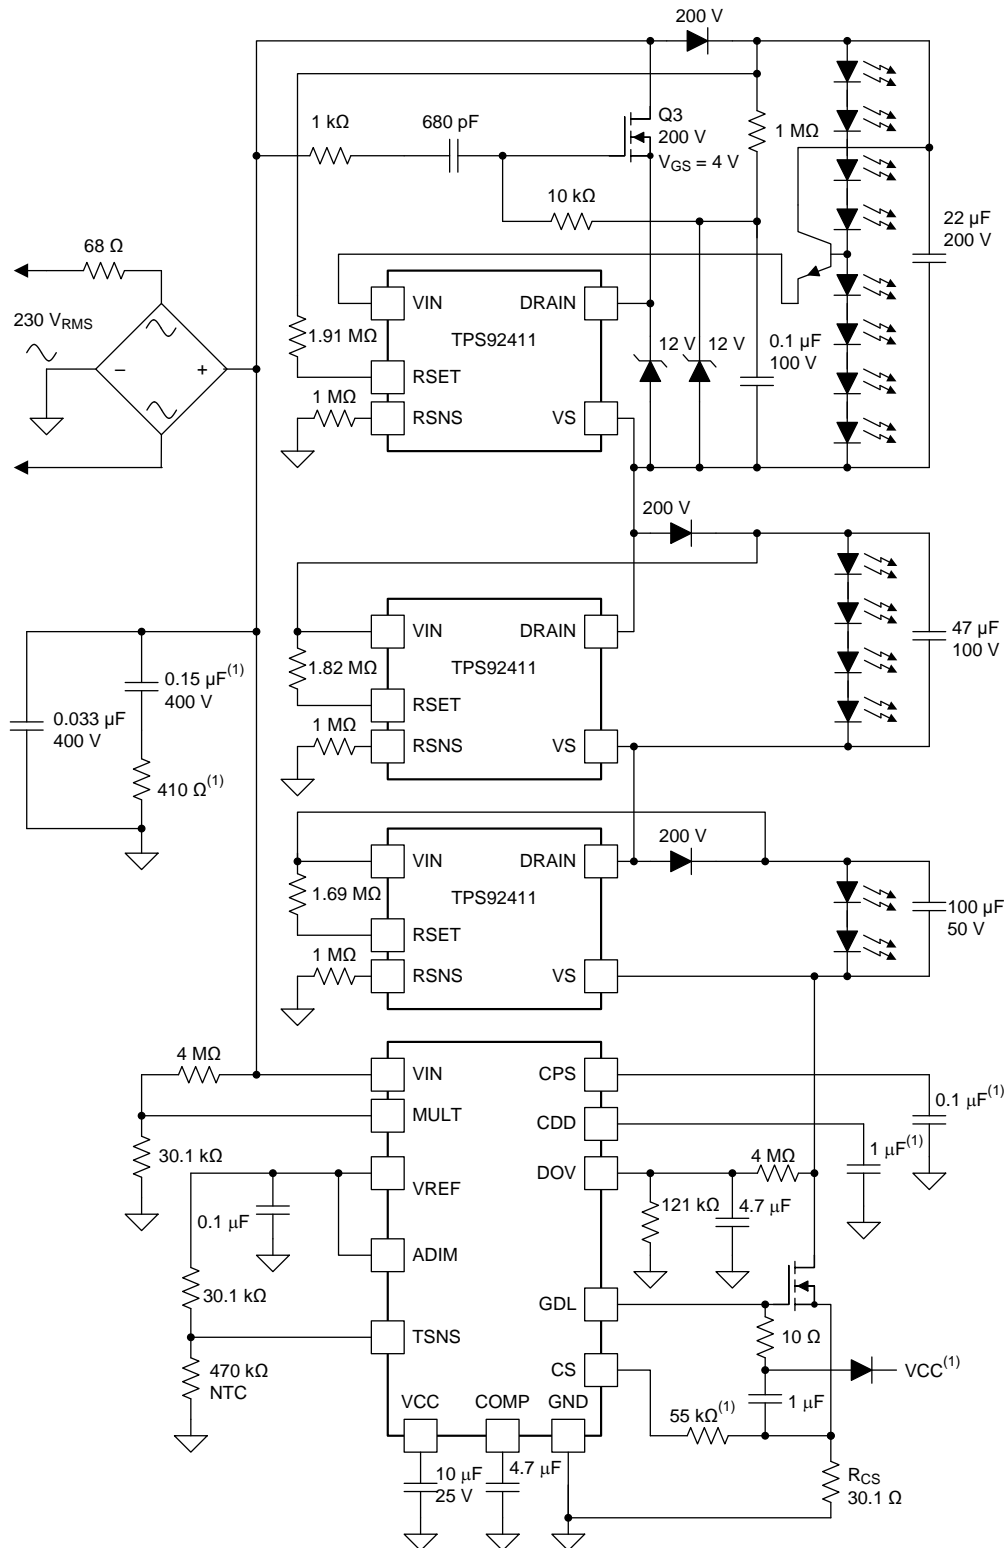 200 V
1 kΩ
680 pF
Q3
200 V
VGS = 4 V
1 MΩ
10 kΩ
22 µF
200 V
68 Ω
230 VRMS
–
+
VIN
DRAIN
TPS92411
1.91 MΩ
RSET
1 MΩ
RSNS
VS
12 V
12 V
0.1 µF
100 V
200 V
VIN
DRAIN
TPS92411
1.82 MΩ
RSET
1 MΩ
RSNS
VS
47 µF
100 V
0.15 µF(1)
400 V
0.033 µF
400 V
410 Ω(1)
200 V
VIN
DRAIN
TPS92411
1.69 MΩ
RSET
1 MΩ
RSNS
VS
100 µF
50 V
4 MΩ
VIN
CPS
MULT
CDD
0.1 µF(1)
30.1 kΩ
VREF
DOV
4 MΩ
1 µF(1)
0.1 µF
121 kΩ
4.7 µF
ADIM
30.1 kΩ
GDL
10 Ω
TSNS
CS
VCC(1)
470 kΩ
NTC
1 µF
55 kΩ(1)
VCC
COMP
GND
10 µF
25 V
4.7 µF
RCS
30.1 Ω